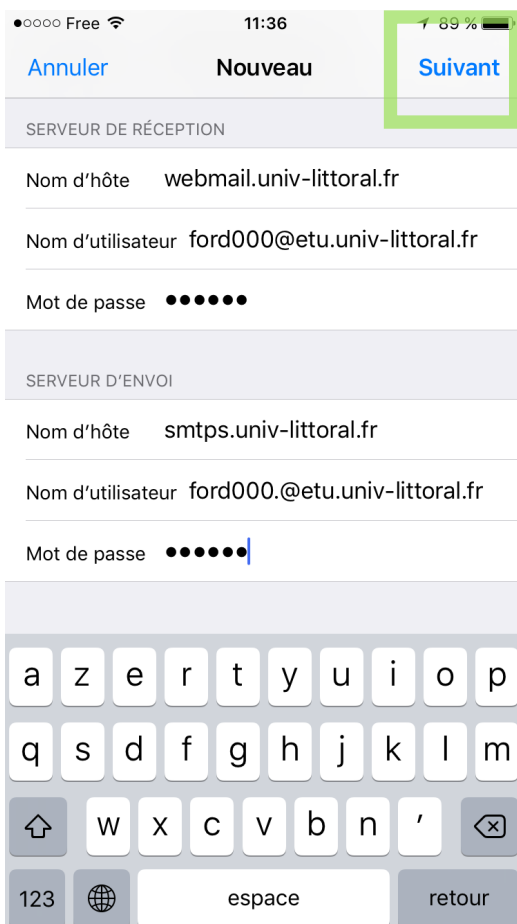 Free 11:36 89 %
Annuler Nouveau Suivant
SERVEUR DE RÉCEPTION
Nom d’hôte webmail.univ-littoral.fr
Nom d’utilisateur ford000@etu.univ-littoral.fr
Mot de passe ●●●●●●
SERVEUR D’ENVOI
Nom d’hôte smtps.univ-littoral.fr
Nom d’utilisateur ford000.@etu.univ-littoral.fr
Mot de passe ●●●●●●
a z e r t y u i o p
q s d f g h j k l m
w x c v b n ’
123 espace retour